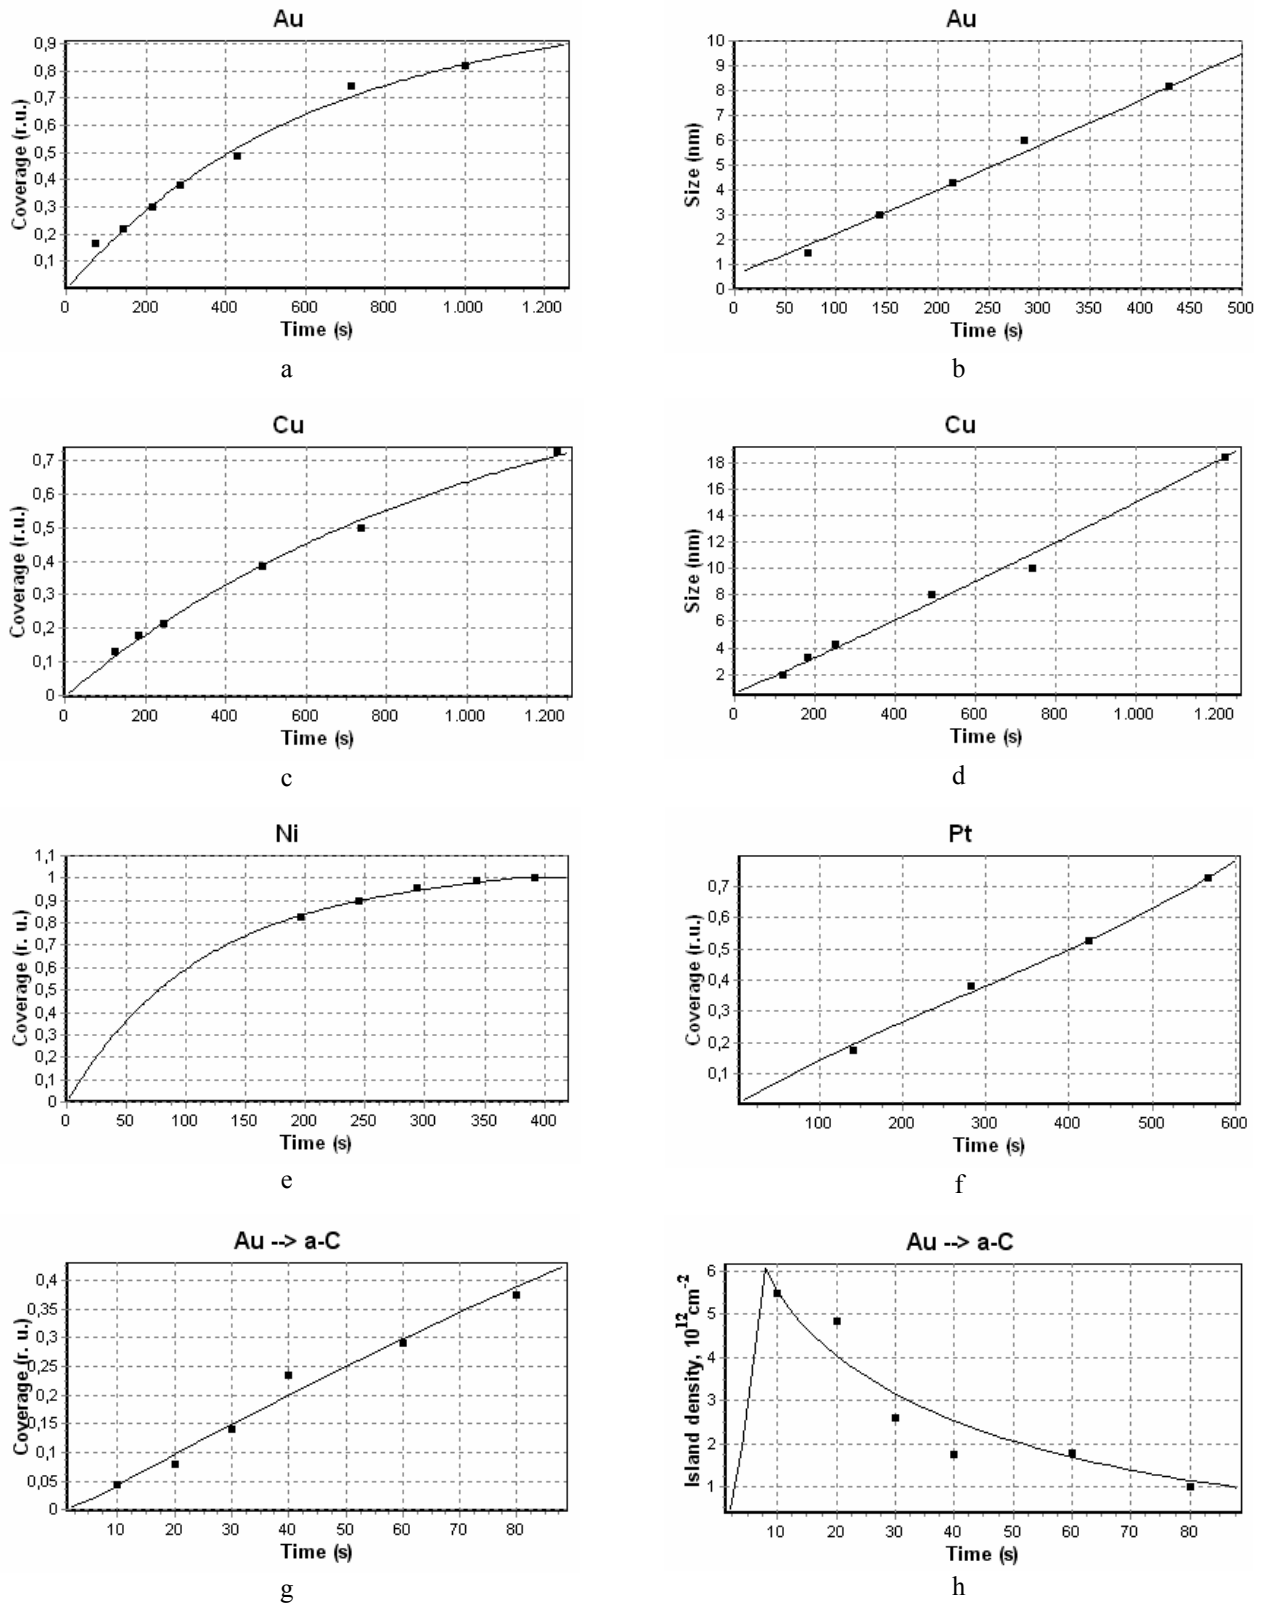 Au
Coverage (r.u.)
0,9
0,8
0,7
0,6
0,5
0,4
0,3
0,2
0,1
0 200 400 600 800 1.000 1.200
Time (s)
a
Au
Size (nm)
10
9
8
7
6
5
4
3
2
1
0
0 50 100 150 200 250 300 350 400 450 500
Time (s)
b
Cu
Coverage (r.u.)
0,7
0,6
0,5
0,4
0,3
0,2
0,1
0
0 200 400 600 800 1.000 1.200
Time (s)
c
Cu
Size (nm)
18
16
14
12
10
8
6
4
2
0 200 400 600 800 1.000 1.200
Time (s)
d
Ni
Coverage (r. u.)
1,1
1
0,9
0,8
0,7
0,6
0,5
0,4
0,3
0,2
0,1
0
0 50 100 150 200 250 300 350 400
Time (s)
e
Pt
Coverage (r.u.)
0,7
0,6
0,5
0,4
0,3
0,2
0,1
100 200 300 400 500 600
Time (s)
f
Au --> a-C
Coverage (r. u.)
0,4
0,35
0,3
0,25
0,2
0,15
0,1
0,05
0
10 20 30 40 50 60 70 80
Time (s)
g
Au --> a-C
Island density, 10^12 cm^-2
6
5
4
3
2
1
10 20 30 40 50 60 70 80
Time (s)
h